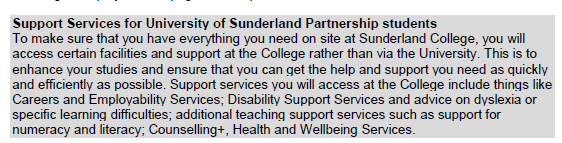 Support Services for University of Sunderland Partnership students
To make sure that you have everything you need on site at Sunderland College, you will
access certain facilities and support at the College rather than via the University. This is to
enhance your studies and ensure that you can get the help and support you need as quickly
and efficiently as possible. Support services you will access at the College include things like
Careers and Employability Services; Disability Support Services and advice on dyslexia or
specific learning difficulties; additional teaching support services such as support for
numeracy and literacy; Counselling+, Health and Wellbeing Services.